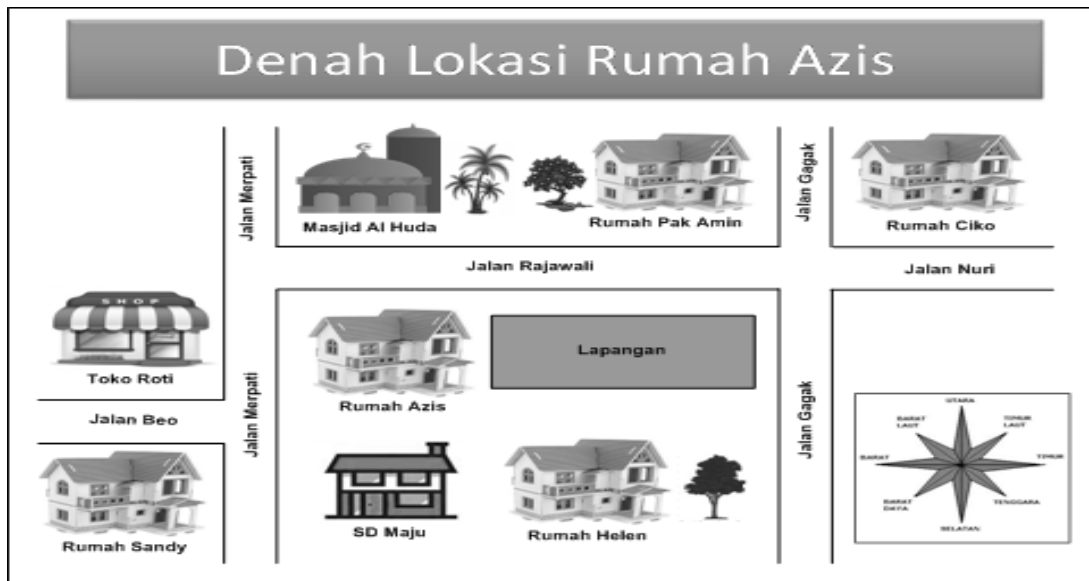 Denah Lokasi Rumah Azis
Jalan Merpati
Masjid Al Huda
Rumah Pak Amin
Jalan Gagak
Rumah Ciko
Jalan Rajawali
Jalan Nuri
SHOP
Toko Roti
Jalan Beo
Rumah Sandy
Jalan Merpati
Rumah Azis
Lapangan
SD Maju
Rumah Helen
Jalan Gagak
UTARA
BARAT
LAUT
TIMUR
LAUT
BARAT
TIMUR
BARAT
DAYA
TENGGARA
SELATAN